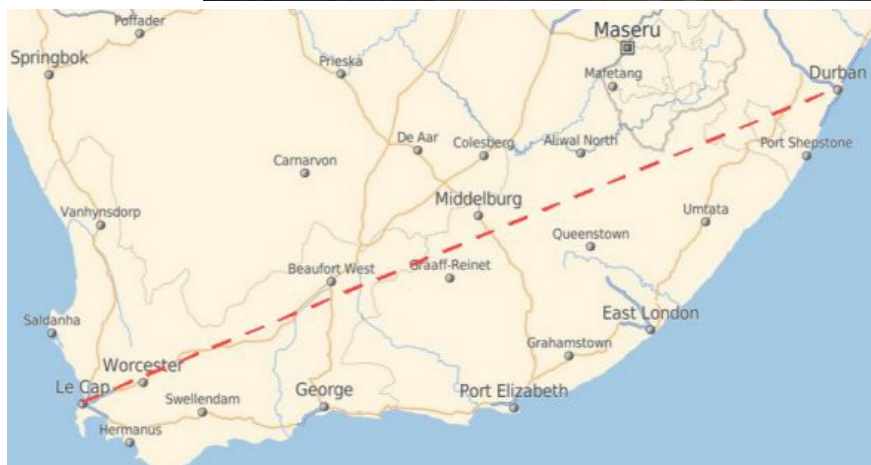 Poffader
Maseru
Springbok
Prieska
Mafetang
Durban
De Aar
Colesberg
Aliwal North
Port Shepstone
Carnarvon
Middelburg
Vanhynsdorp
Umtata
Queenstown
Beaufort West
Graaff-Reinet
Saldanha
East London
Grahamstown
Worcester
Le Cap
Swellendam
George
Port Elizabeth
Hermanus